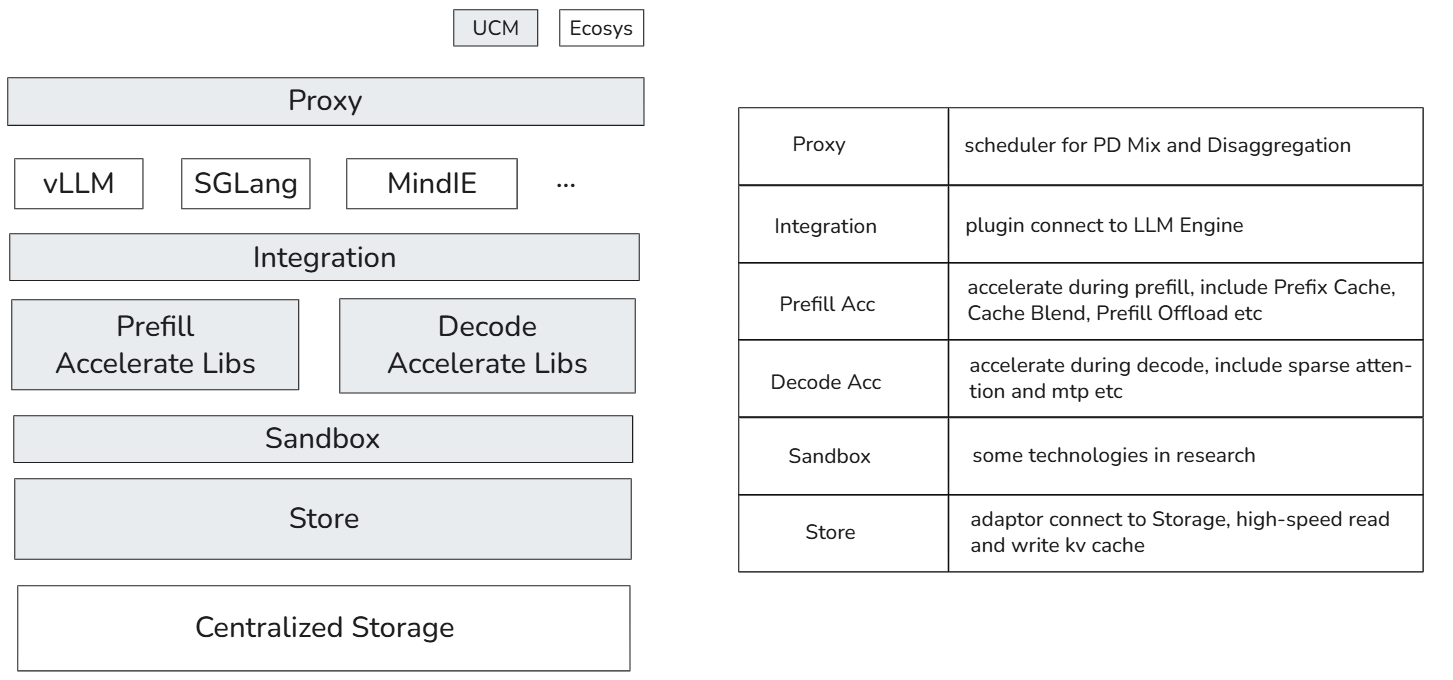 UCM
Ecosys
Proxy
vLLM
SGLang
MindIE
...
Integration
Prefill
Accelerate Libs
Decode
Accelerate Libs
Sandbox
Store
Centralized Storage
Proxy
scheduler for PD Mix and Disaggregation
Integration
plugin connect to LLM Engine
Prefill Acc
accelerate during prefill, include Prefix Cache,
Cache Blend, Prefill Offload etc
Decode Acc
accelerate during decode, include sparse atten-
tion and mtp etc
Sandbox
some technologies in research
Store
adaptor connect to Storage, high-speed read
and write kv cache